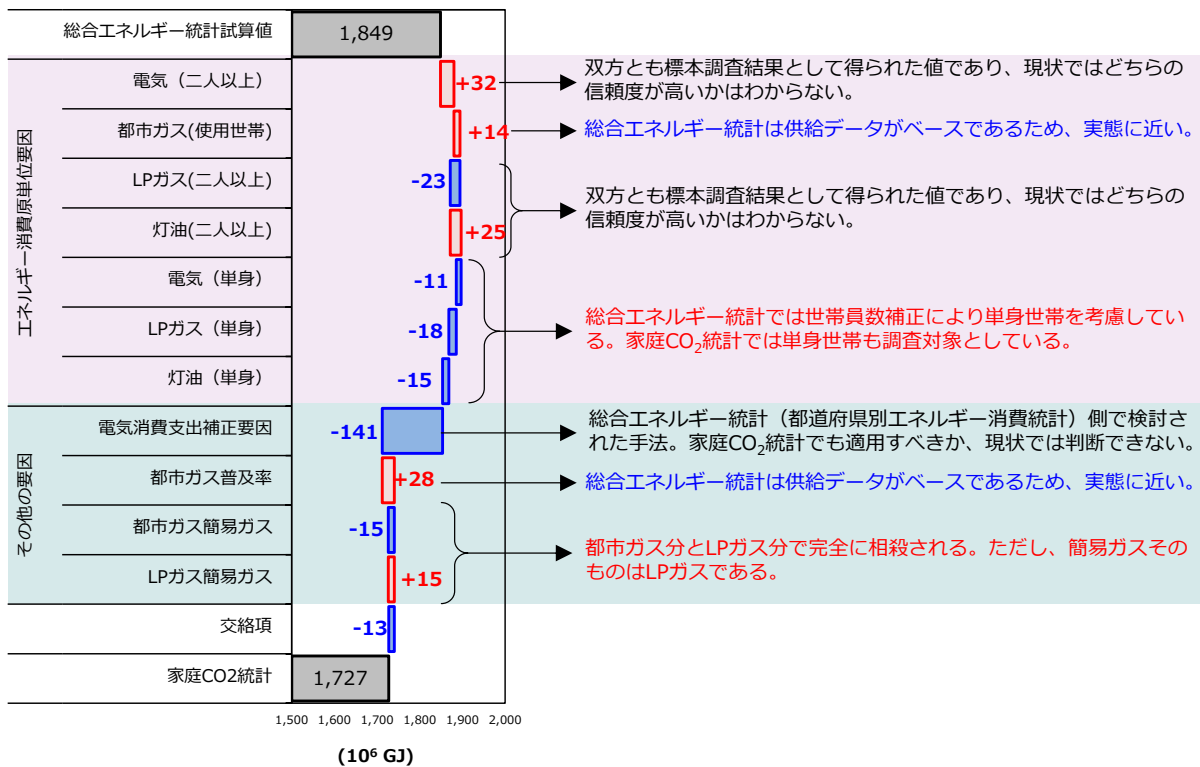 総合エネルギー統計試算値
1,849
エネルギー消費原単位要因
電気（二人以上）
+32
双方とも標本調査結果として得られた値であり、現状ではどちらの
信頼度が高いかはわからない。
都市ガス(使用世帯)
+14
総合エネルギー統計は供給データがベースであるため、実態に近い。
LPガス(二人以上)
-23
灯油(二人以上)
+25
双方とも標本調査結果として得られた値であり、現状ではどちらの
信頼度が高いかはわからない。
電気（単身）
-11
LPガス（単身）
-18
灯油（単身）
-15
総合エネルギー統計では世帯員数補正により単身世帯を考慮してい
る。家庭CO₂統計では単身世帯も調査対象としている。
その他の要因
電気消費支出補正要因
-141
総合エネルギー統計（都道府県別エネルギー消費統計）側で検討さ
れた手法。家庭CO₂統計でも適用すべきか、現状では判断できない。
都市ガス普及率
+28
総合エネルギー統計は供給データがベースであるため、実態に近い。
都市ガス簡易ガス
-15
LPガス簡易ガス
+15
都市ガス分とLPガス分で完全に相殺される。ただし、簡易ガスその
ものはLPガスである。
交絡項
-13
家庭CO2統計
1,727
1,500 1,600 1,700 1,800 1,900 2,000
(10⁶ GJ)